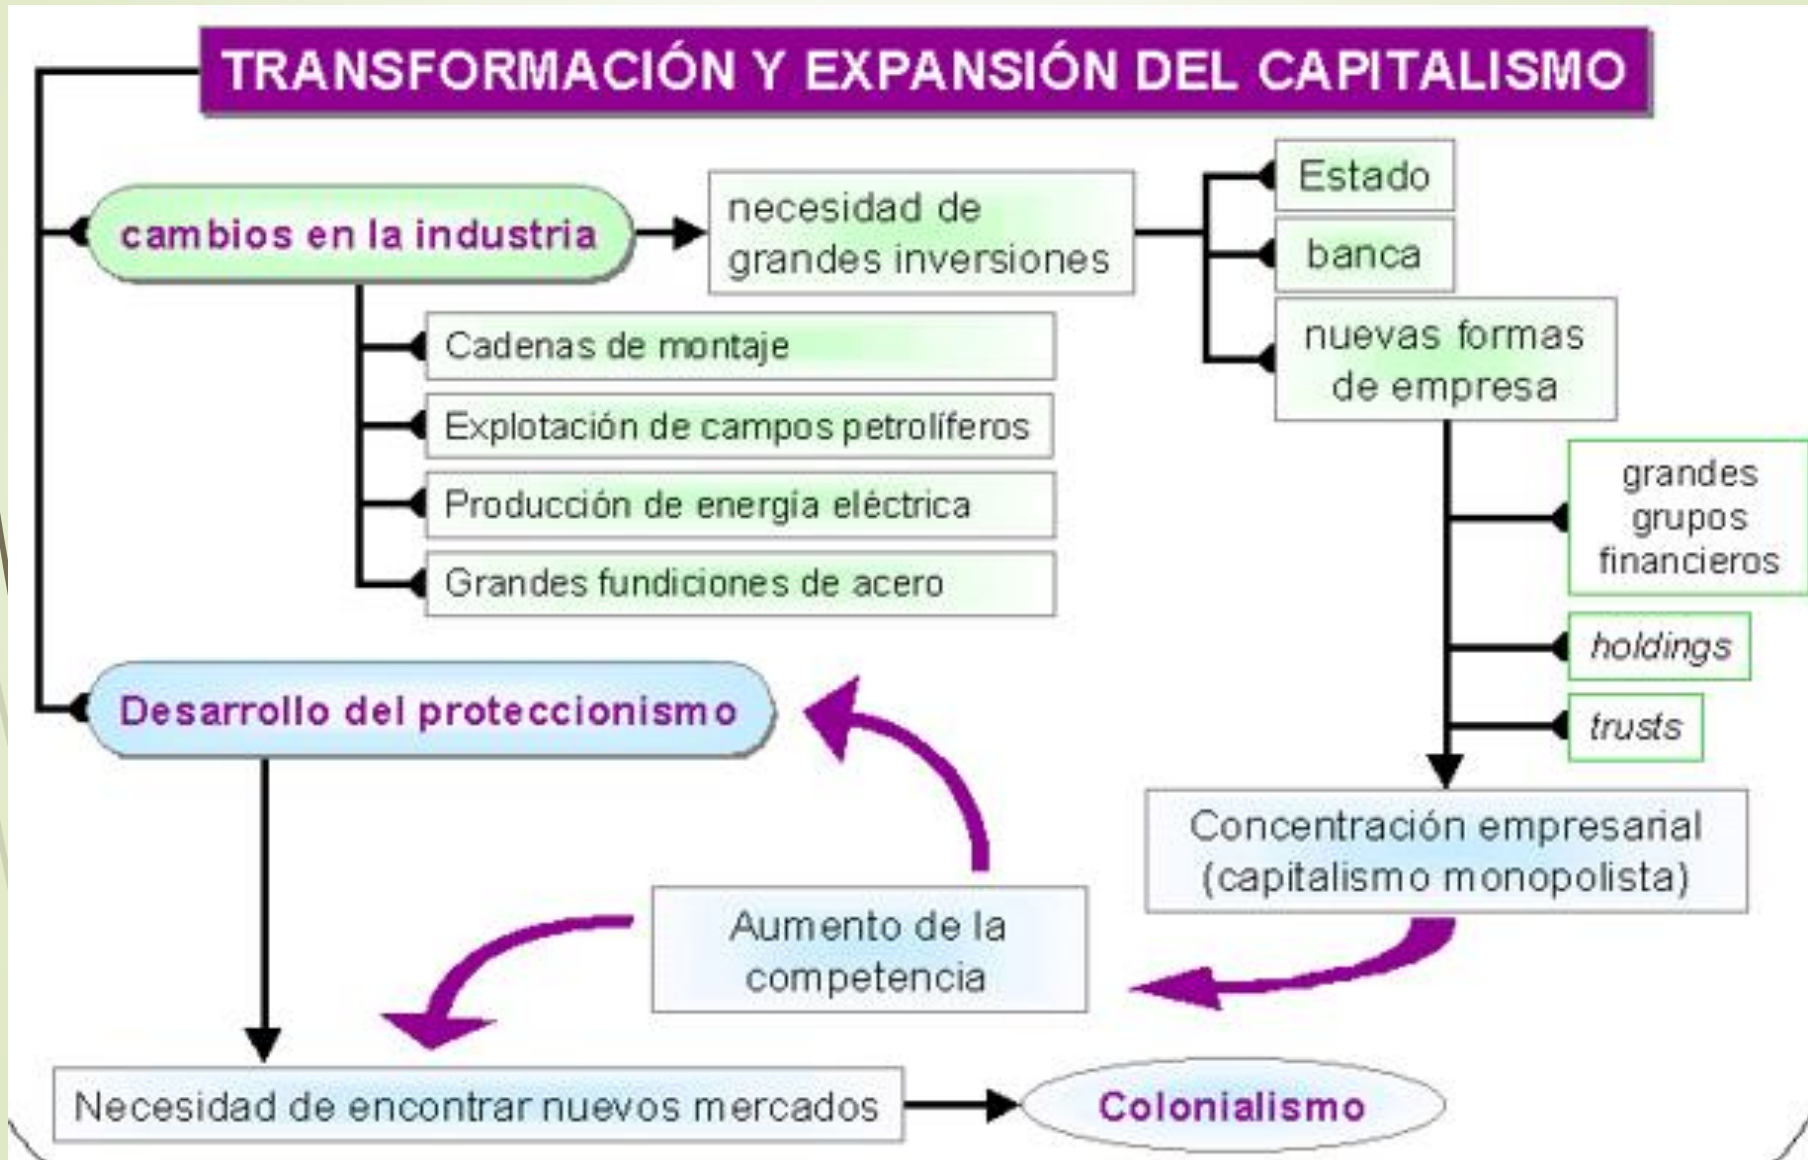 TRANSFORMACIÓN Y EXPANSIÓN DEL CAPITALISMO
cambios en la industria
necesidad de
grandes inversiones
Estado
banca
nuevas formas
de empresa
Cadenas de montaje
Explotación de campos petrolíferos
Producción de energía eléctrica
Grandes fundiciones de acero
grandes
grupos
financieros
holdings
trusts
Desarrollo del proteccionismo
Concentración empresarial
(capitalismo monopolista)
Aumento de la
competencia
Necesidad de encontrar nuevos mercados
Colonialismo